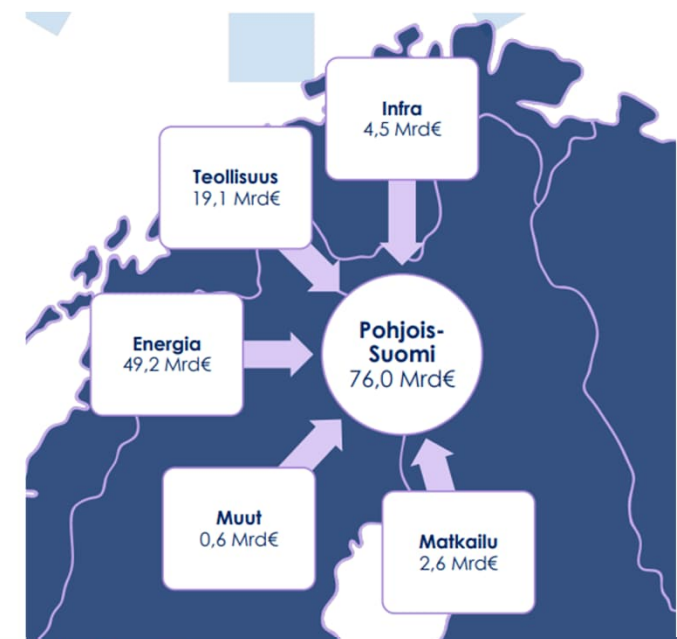 Infra
4,5 Mrd€
Teollisuus
19,1 Mrd€
Energia
49,2 Mrd€
Pohjois-
Suomi
76,0 Mrd€
Muut
0,6 Mrd€
Matkailu
2,6 Mrd€